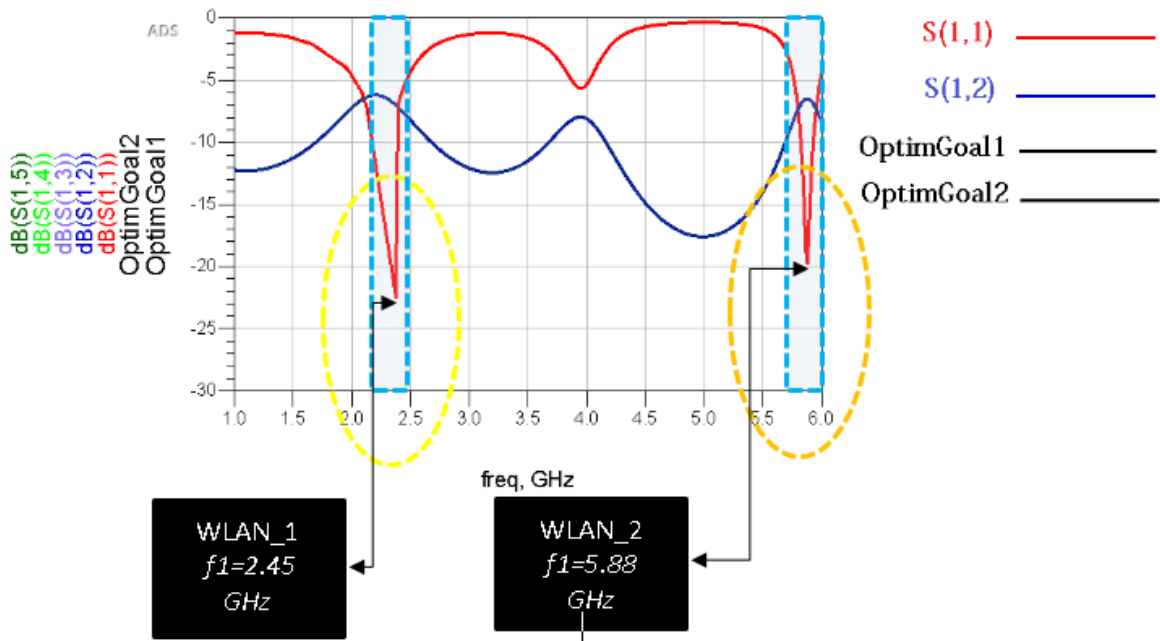 ADS
dB(S(1,5))
dB(S(1,4))
dB(S(1,3))
dB(S(1,2))
dB(S(1,1))
OptimGoal2
OptimGoal1
0
-5
-10
-15
-20
-25
-30
1.0 1.5 2.0 2.5 3.0 3.5 4.0 4.5 5.0 5.5 6.0
freq, GHz
S(1,1)
S(1,2)
OptimGoal1
OptimGoal2
WLAN_1
f1=2.45
GHz
WLAN_2
f1=5.88
GHz